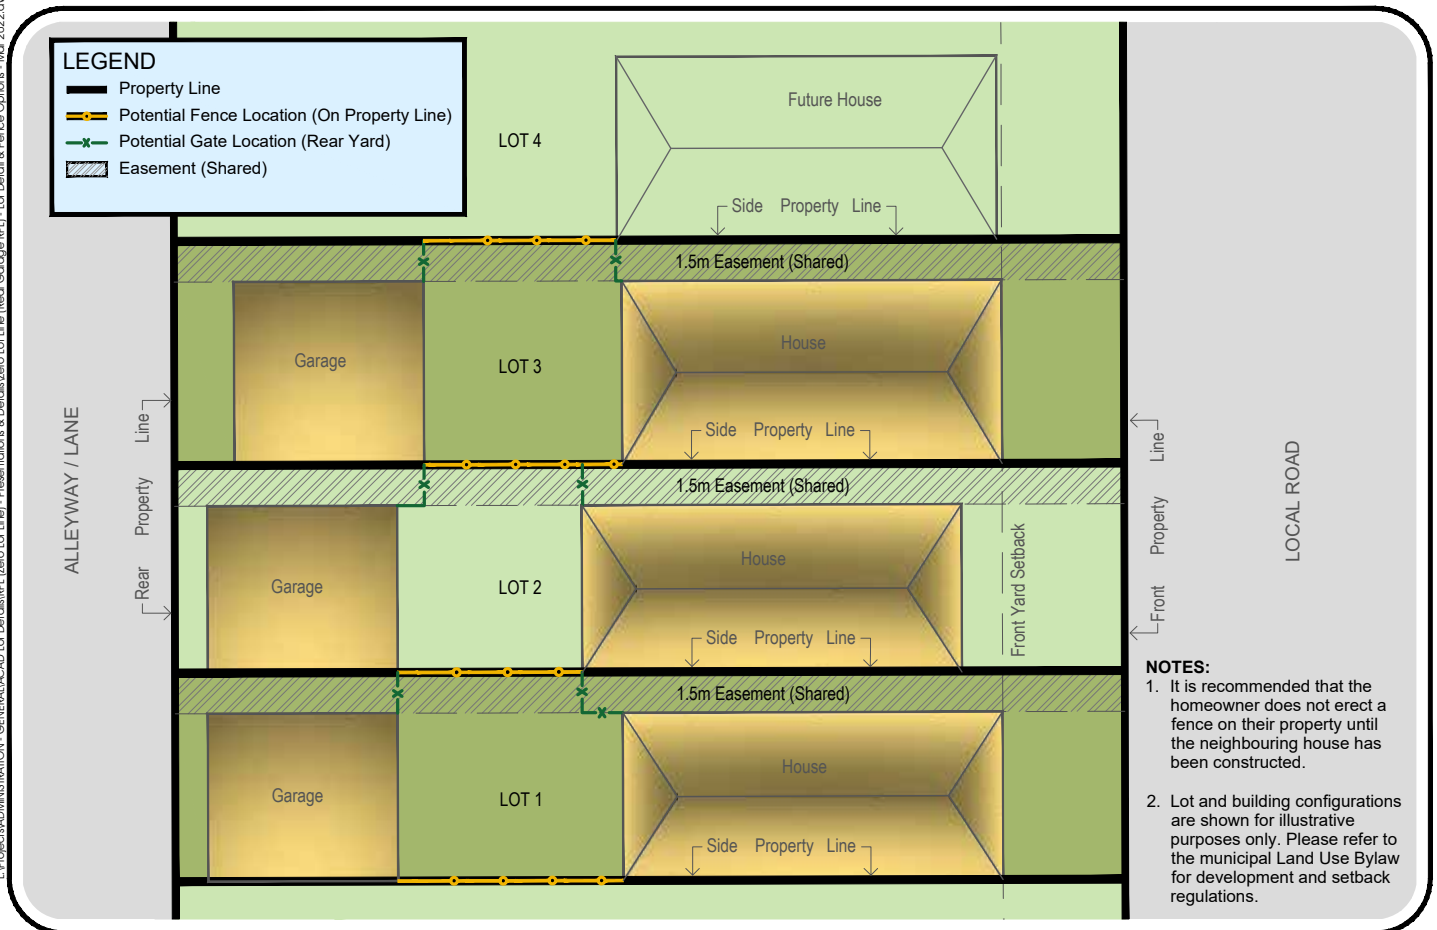 LEGEND
Property Line
Potential Fence Location (On Property Line)
Potential Gate Location (Rear Yard)
Easement (Shared)
LOT 4
Future House
Side Property Line
1.5m Easement (Shared)
Garage
LOT 3
House
Side Property Line
1.5m Easement (Shared)
Garage
LOT 2
House
Side Property Line
Front Yard Setback
1.5m Easement (Shared)
Garage
LOT 1
House
Side Property Line
ALLEYWAY / LANE
Rear Property Line
Front Property Line
LOCAL ROAD
NOTES:
1. It is recommended that the
homeowner does not erect a
fence on their property until
the neighbouring house has
been constructed.
2. Lot and building configurations
are shown for illustrative
purposes only. Please refer to
the municipal Land Use Bylaw
for development and setback
regulations.